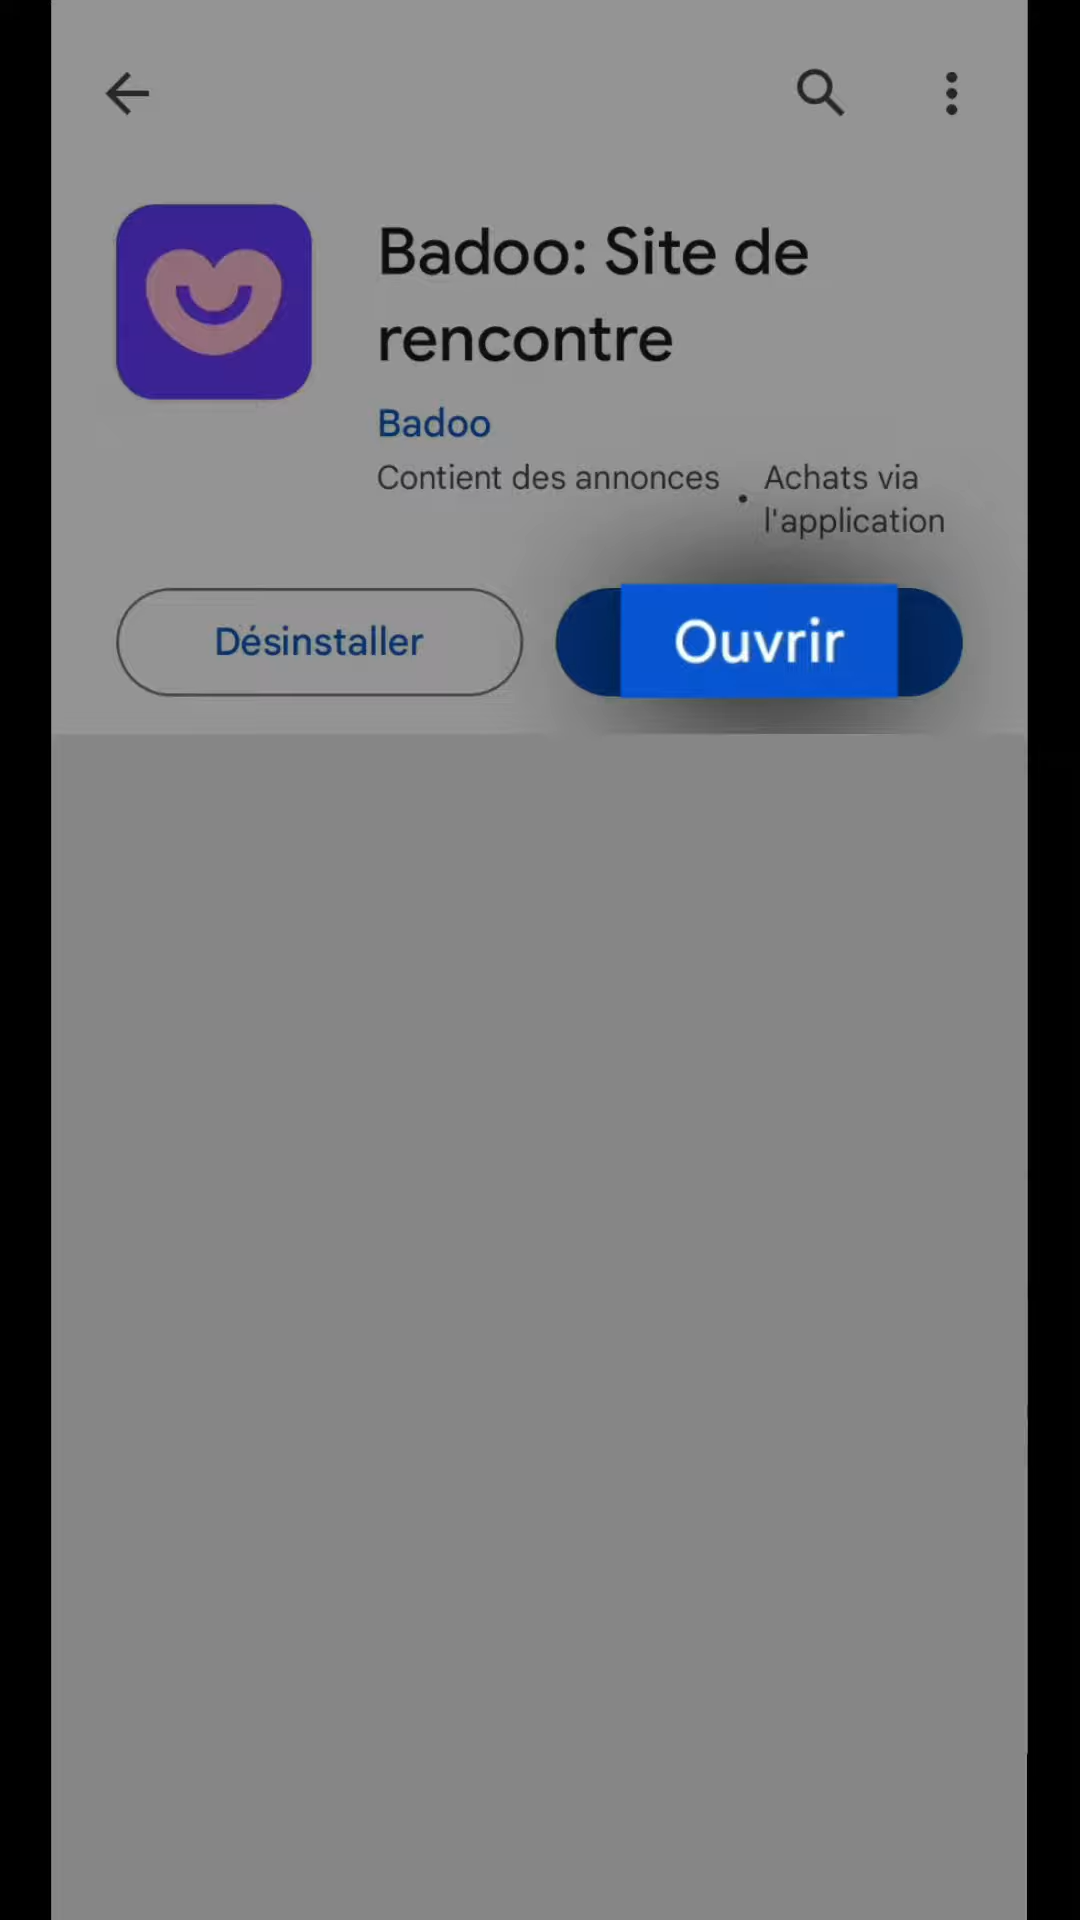 Badoo: Site de
rencontre
Badoo
Contient des annonces • Achats via
l'application
Désinstaller
Ouvrir